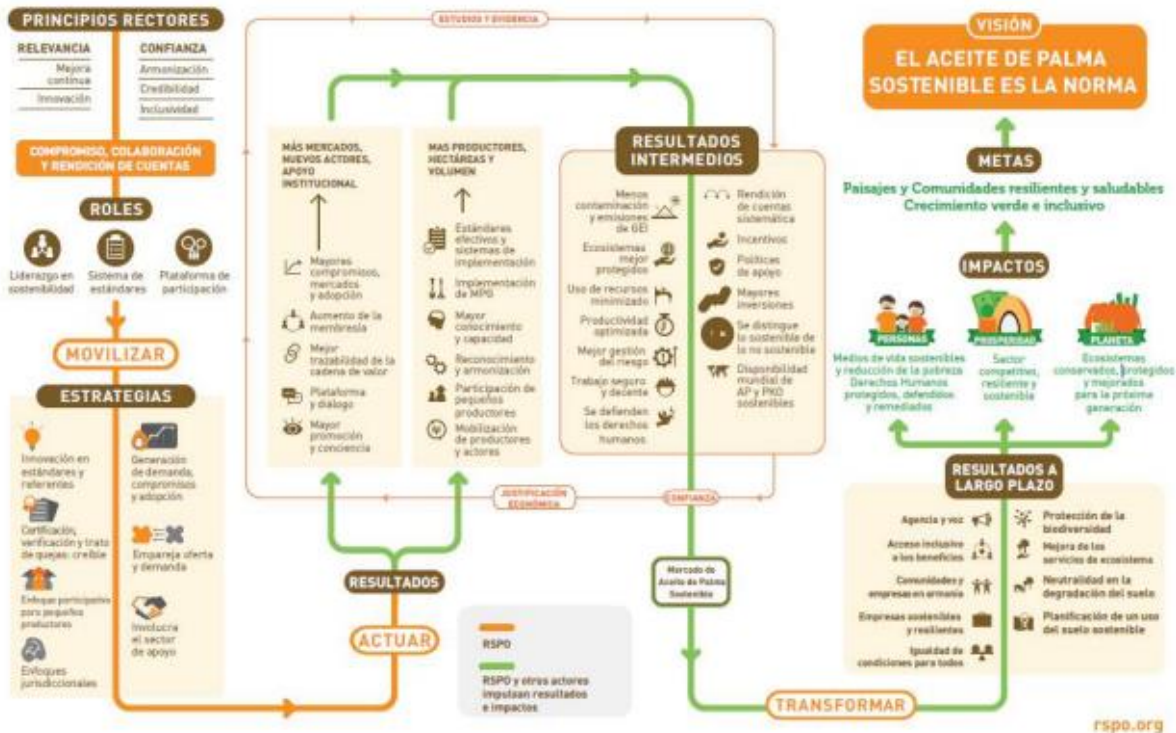 PRINCIPIOS RECTORES
RELEVANCIA
Mejora
continua
Innovación
CONFIANZA
Armonización
Credibilidad
Inclusividad
COMPROMISO, COLABORACIÓN
Y RENDICIÓN DE CUENTAS
ROLES
Liderazgo en
sostenibilidad
Sistema de
estándares
Plataforma de
participación
MOVILIZAR
ESTRATEGIAS
Innovación en
estándares y
referentes
Certificación,
verificación y trato
de quejas: creíble
Enfoque participativo
para pequeños
productores
Enfoques
jurisdiccionales
Generación
de demanda,
compromisos
y adopción
Empareja oferta
y demanda
Involucra
el sector
de apoyo
ESTUDIOS Y EVIDENCIA
MÁS MERCADOS,
NUEVOS ACTORES,
APOYO
INSTITUCIONAL
Mayores
compromisos,
mercados
y adopción
Aumento de la
membresía
Mejor
trazabilidad de la
cadena de valor
Plataforma
y diálogo
Mayor
promoción
y conciencia
MAS PRODUCTORES,
HECTÁREAS Y
VOLUMEN
Estándares
efectivos y
sistemas de
implementación
Implementación
de MPG
Mayor
conocimiento
y capacidad
Reconocimiento
y armonización
Participación de
pequeños
productores
Mobilización
de productores
y actores
RESULTADOS
INTERMEDIOS
Menos
contaminación
y emisiones
de GEI
Ecosistemas
mejor
protegidos
Uso de recursos
minimizado
Productividad
optimizada
Mejor gestión
del riesgo
Trabajo seguro
y decente
Se defienden
los derechos
humanos
Rendición
de cuentas
sistemática
Incentivos
Políticas
de apoyo
Mayores
inversiones
Se distingue
lo sostenible de
lo no sostenible
Disponibilidad
mundial de
AP y PKO
sostenibles
JUSTIFICACIÓN
ECONÓMICA
CONFIANZA
RESULTADOS
ACTUAR
RSPO
RSPO y otros actores
impulsan resultados
e impactos
Mercado de
Aceite de Palma
Sostenible
TRANSFORMAR
VISIÓN
EL ACEITE DE PALMA
SOSTENIBLE ES LA NORMA
METAS
Paisajes y Comunidades resilientes y saludables
Crecimiento verde e inclusivo
IMPACTOS
PERSONAS
Medios de vida sostenibles
y reducción de la pobreza
Derechos Humanos
protegidos, defendidos
y remediados
PROSPERIDAD
Sector
competitivo,
resiliente y
sostenible
PLANETA
Ecosistemas
conservados, protegidos
y mejorados
para la próxima
generación
RESULTADOS A
LARGO PLAZO
Agencia y voz
Acceso inclusivo
a los beneficios
Comunidades y
empresas en armonía
Empresas sostenibles
y resilientes
Igualdad de
condiciones para todos
Protección de la
biodiversidad
Mejora de los
servicios de ecosistema
Neutralidad en la
degradación del suelo
Planificación de un uso
del suelo sostenible
rspo.org